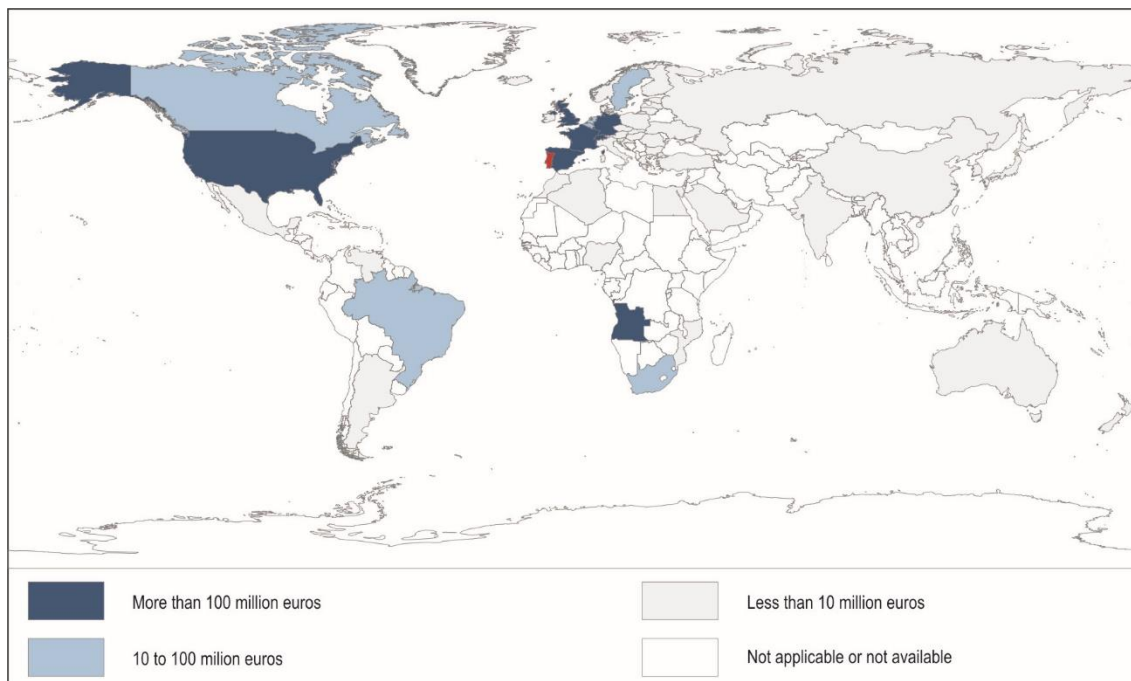 More than 100 million euros
Less than 10 million euros
10 to 100 milion euros
Not applicable or not available